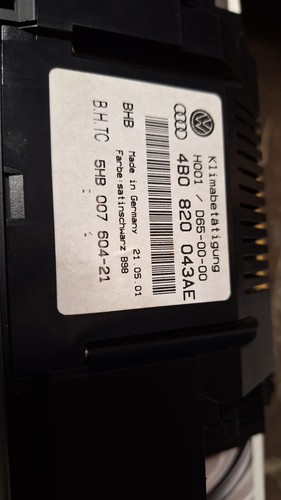 Klimabetätigung
H001 / D65-00-00
4B0 820 043AE
BHB Made in Germany 21.05.01
Farbe:satinschwarz B98
B.H.TC 5HB 007 604-21